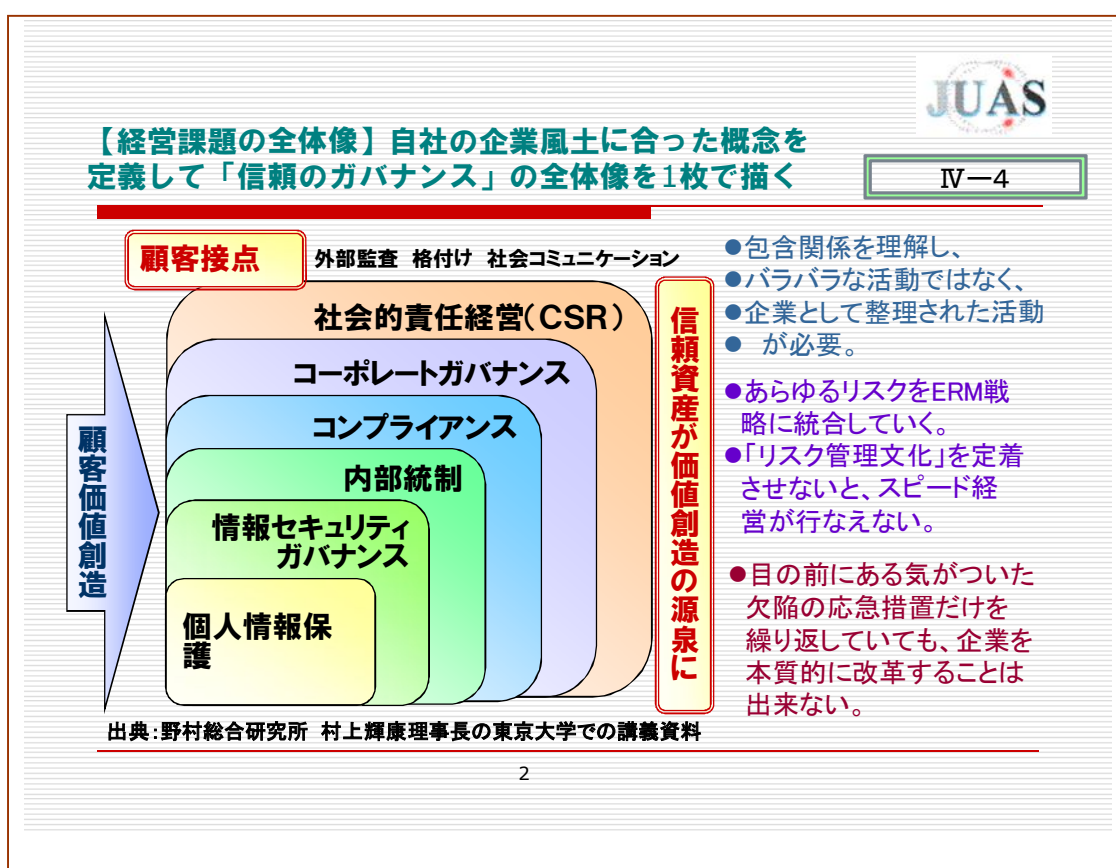 JUAS
【経営課題の全体像】自社の企業風土に合った概念を
定義して「信頼のガバナンス」の全体像を1枚で描く
Ⅳ―4
顧客接点
外部監査 格付け 社会コミュニケーション
社会的責任経営(CSR)
コーポレートガバナンス
コンプライアンス
内部統制
情報セキュリティ
ガバナンス
個人情報保
護
顧客価値創造
信頼資産が価値創造の源泉に
●包含関係を理解し、
●バラバラな活動ではなく、
●企業として整理された活動
● が必要。
●あらゆるリスクをERM戦
略に統合していく。
●「リスク管理文化」を定着
させないと、スピード経
営が行なえない。
●目の前にある気がついた
欠陥の応急措置だけを
繰り返していても、企業を
本質的に改革することは
出来ない。
出典:野村総合研究所 村上輝康理事長の東京大学での講義資料
2